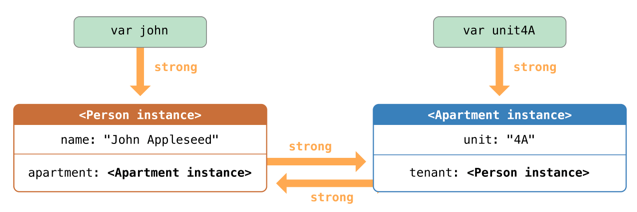 var john
var unit4A
strong
strong
<Person instance>
name: "John Appleseed"
apartment: <Apartment instance>
strong
strong
<Apartment instance>
unit: "4A"
tenant: <Person instance>